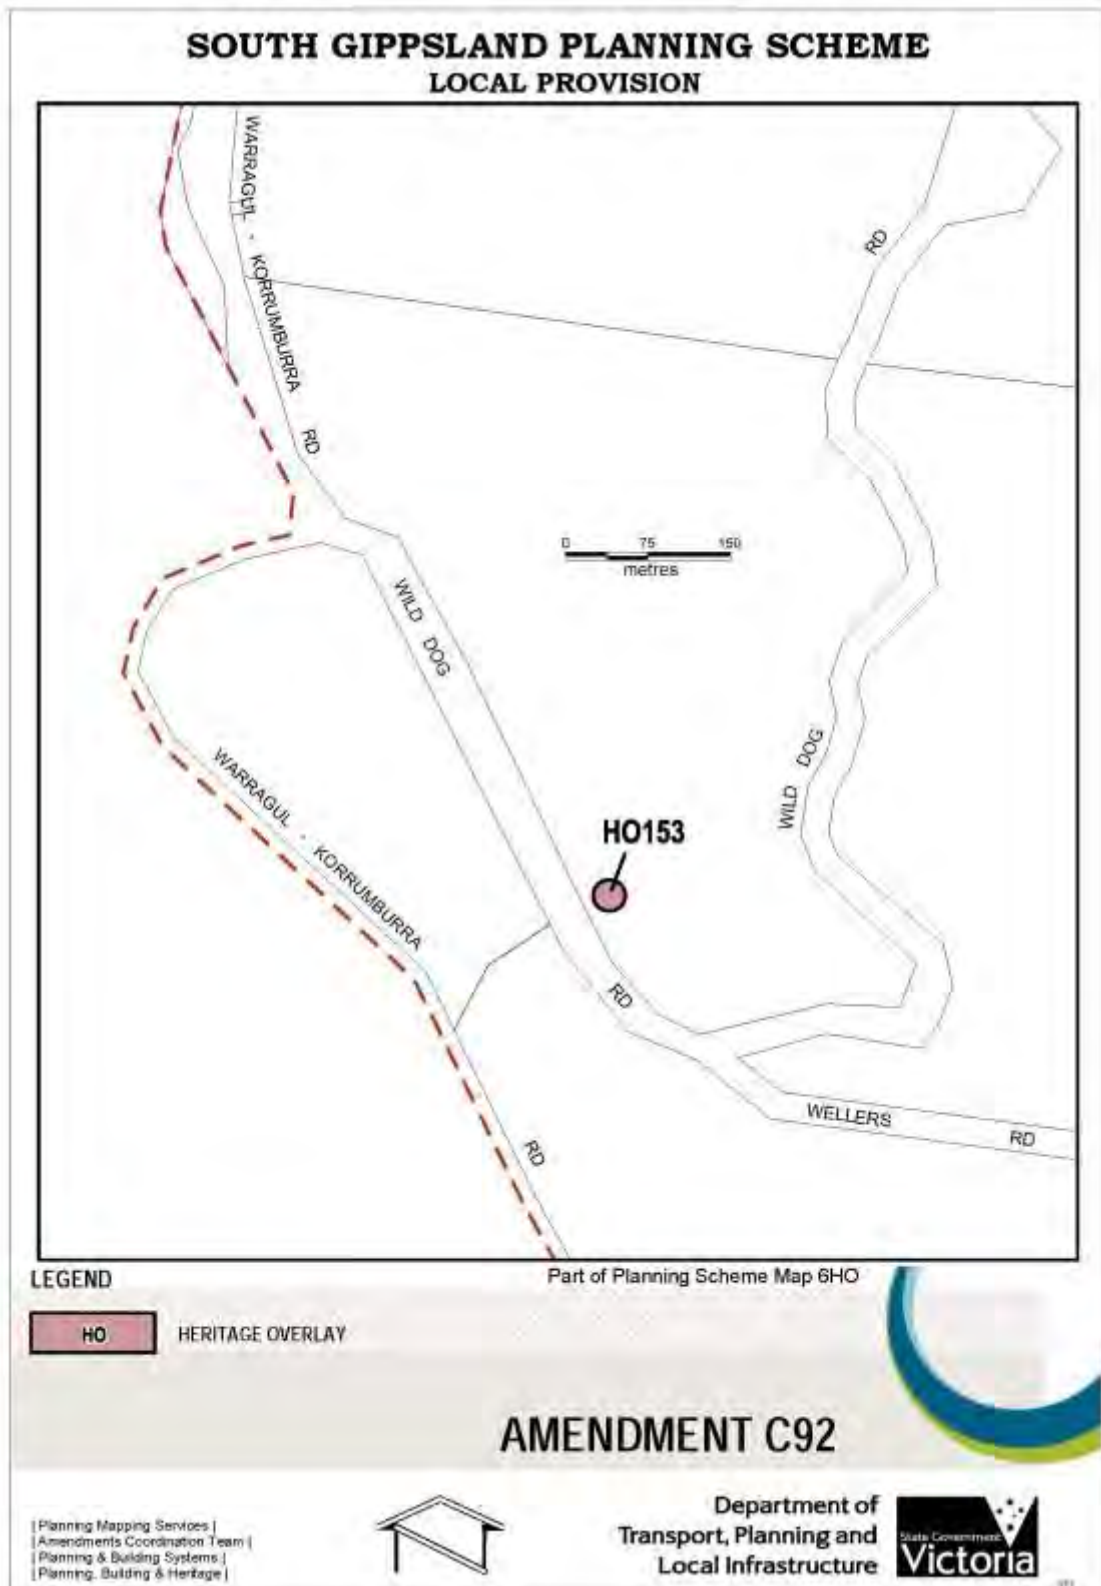 SOUTH GIPPSLAND PLANNING SCHEME
LOCAL PROVISION
WARRAGUL - KORRUMBURRA RD
RD
0 75 150
metres
WILD DOG
WILD DOG
HO153
WARRAGUL - KORRUMBURRA
RD
WELLERS RD
RD
LEGEND
Part of Planning Scheme Map 6HO
HO HERITAGE OVERLAY
AMENDMENT C92
| Planning Mapping Services |
| Amendments Coordination Team |
| Planning & Building Systems |
| Planning, Building & Heritage |
Department of
Transport, Planning and
Local Infrastructure
State Government
Victoria